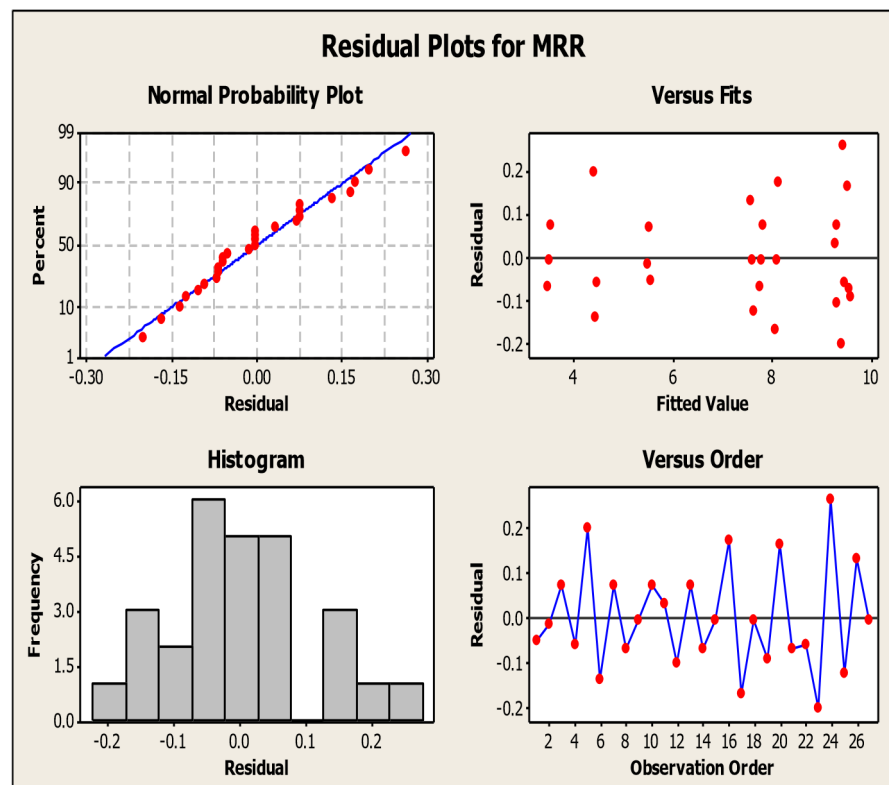 Residual Plots for MRR
Normal Probability Plot
99
90
50
10
1
Percent
-0.30 -0.15 0.00 0.15 0.30
Residual
Versus Fits
0.2
0.1
0.0
-0.1
-0.2
Residual
4 6 8 10
Fitted Value
Histogram
6.0
4.5
3.0
1.5
0.0
Frequency
-0.2 -0.1 0.0 0.1 0.2
Residual
Versus Order
0.2
0.1
0.0
-0.1
-0.2
Residual
2 4 6 8 10 12 14 16 18 20 22 24 26
Observation Order